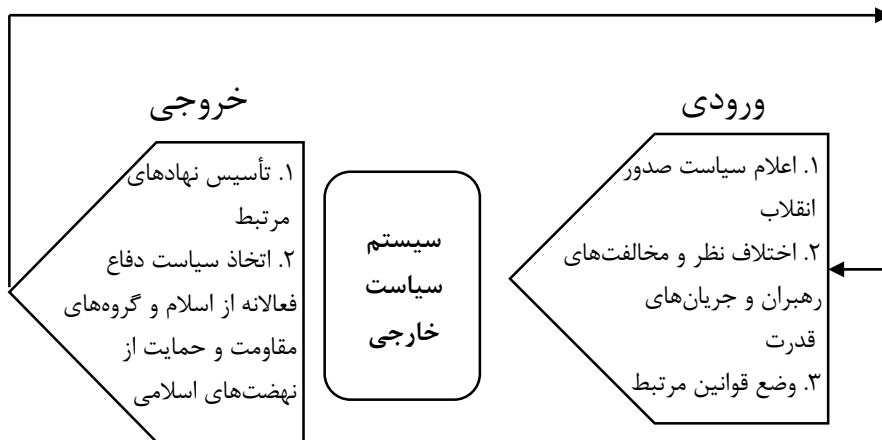 ورودی
۱. اعلام سیاست صدور
انقلاب
۲. اختلاف نظر و مخالفت‌های
رهبران و جریان‌های
قدرت
۳. وضع قوانین مرتبط
سیستم
سیاست
خارجی
خروجی
۱. تأسیس نهادهای
مرتبط
۲. اتخاذ سیاست دفاع
فعالانه از اسلام و گروه‌های
مقاومت و حمایت از
نهضت‌های اسلامی